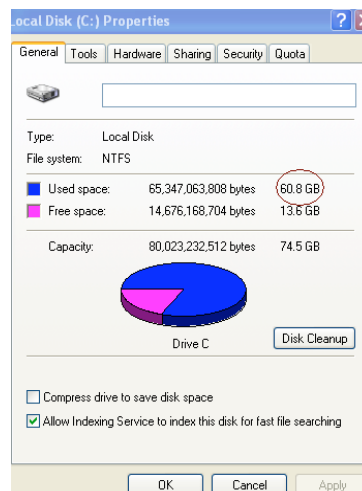 Local Disk (C:) Properties
General Tools Hardware Sharing Security Quota
Type: Local Disk
File system: NTFS
Used space: 65,347,063,808 bytes 60.8 GB
Free space: 14,676,168,704 bytes 13.6 GB
Capacity: 80,023,232,512 bytes 74.5 GB
Drive C
Disk Cleanup
Compress drive to save disk space
Allow Indexing Service to index this disk for fast file searching
OK Cancel Apply